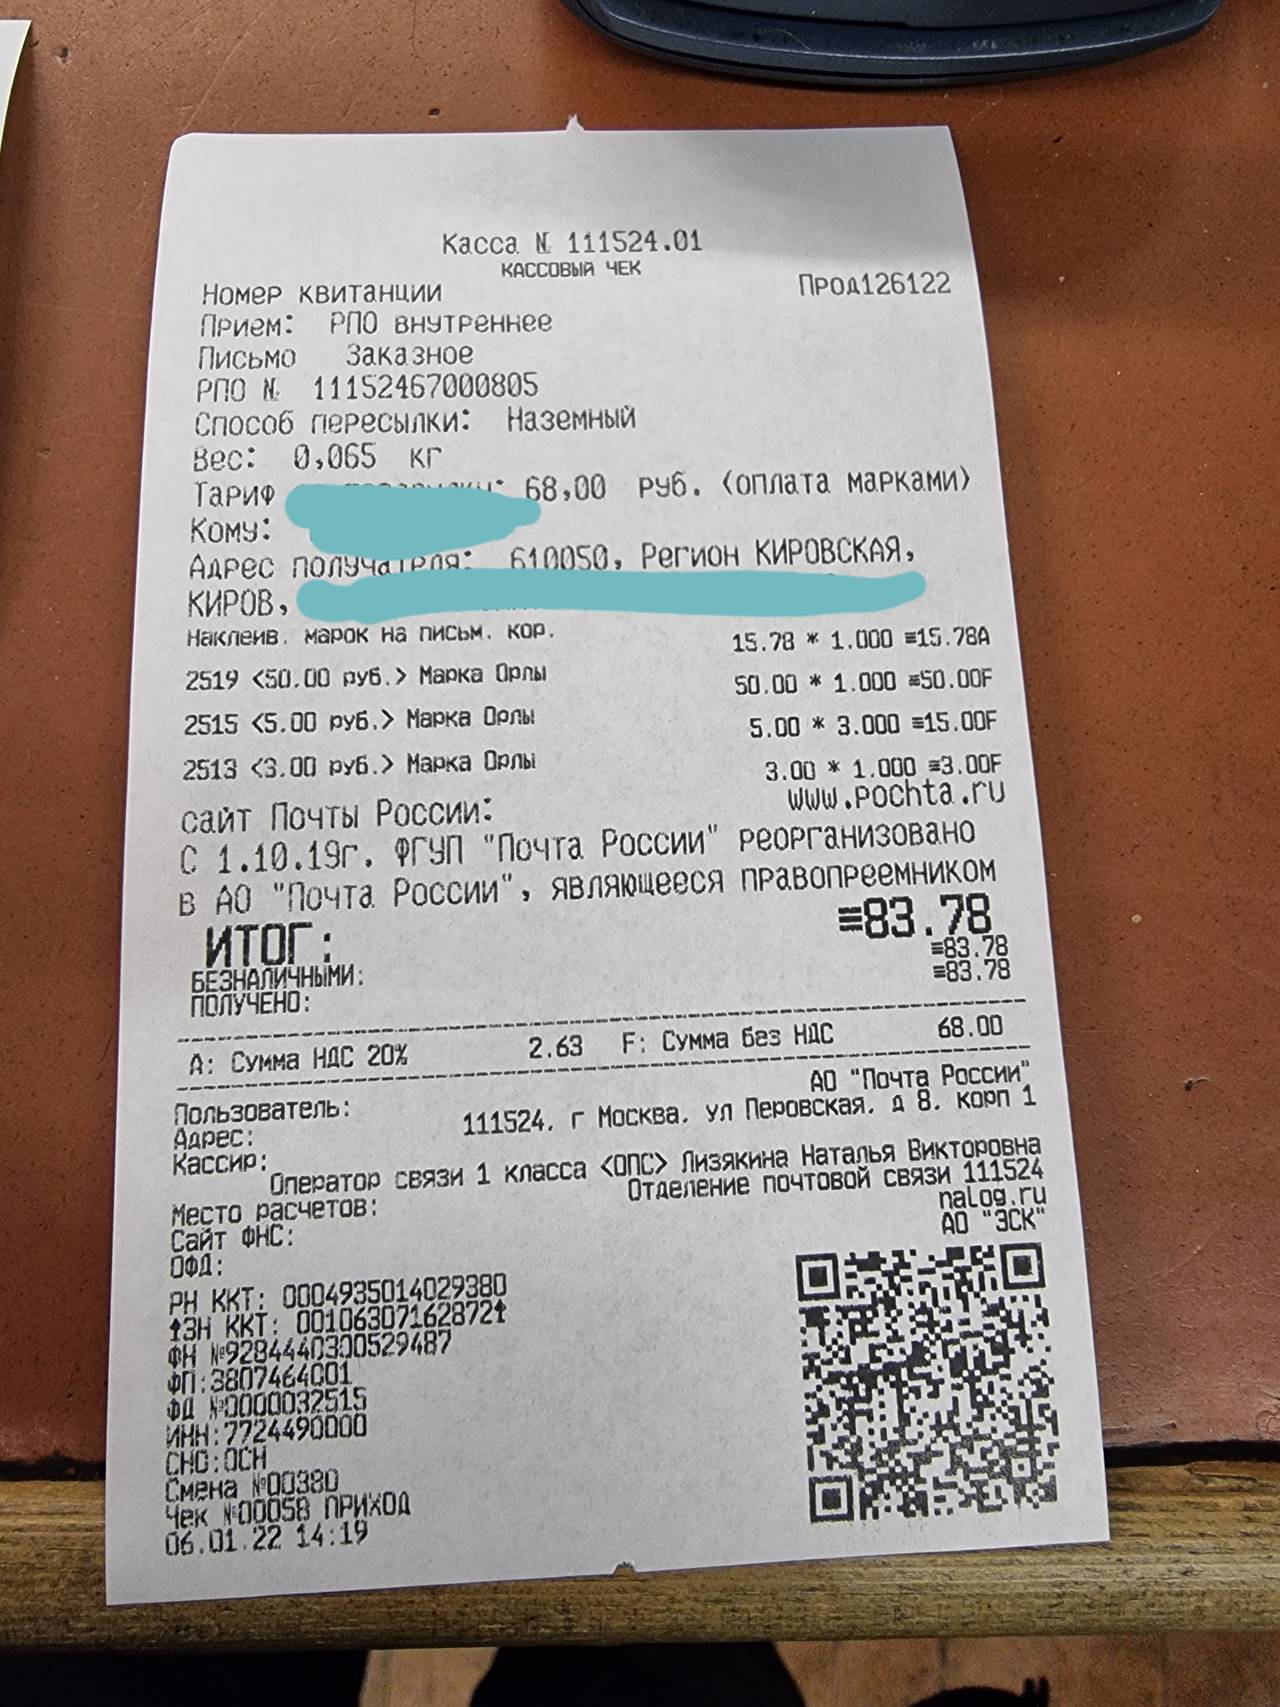 Касса № 111524.01
КАССОВЫЙ ЧЕК
Номер квитанции Прод126122
Прием: РПО внутреннее
Письмо Заказное
РПО № 11152467000805
Способ пересылки: Наземный
Вес: 0,065 кг
Тариф 68,00 руб. (оплата марками)
Кому:
Адрес получателя: 610050, Регион КИРОВСКАЯ,
КИРОВ,
Наклеив. марок на письм. кор. 15.78 * 1.000 ≡15.78А
2519 <50.00 руб.> Марка Орлы 50.00 * 1.000 ≡50.00F
2515 <5.00 руб.> Марка Орлы 5.00 * 3.000 ≡15.00F
2513 <3.00 руб.> Марка Орлы 3.00 * 1.000 ≡3.00F
сайт Почты России: www.pochta.ru
С 1.10.19г. ФГУП "Почта России" реорганизовано
в АО "Почта России", являющееся правопреемником
ИТОГ: ≡83.78
БЕЗНАЛИЧНЫМИ: ≡83.78
ПОЛУЧЕНО: ≡83.78
А: Сумма НДС 20% 2.63 F: Сумма без НДС 68.00
Пользователь: АО "Почта России"
Адрес: 111524, г Москва, ул Перовская, д 8, корп 1
Кассир:
Оператор связи 1 класса <ОПС> Лизякина Наталья Викторовна
Место расчетов: Отделение почтовой связи 111524
Сайт ФНС: nalog.ru
ОФД: АО "ЭСК"
РН ККТ: 0004935014029380
↑ЗН ККТ: 00106307162872↑
ФН №9284440300529487
ФП:3807464001
ФД №0000032515
ИНН:7724490000
СНО:ОСН
Смена №00380
Чек №00058 ПРИХОД
06.01.22 14:19